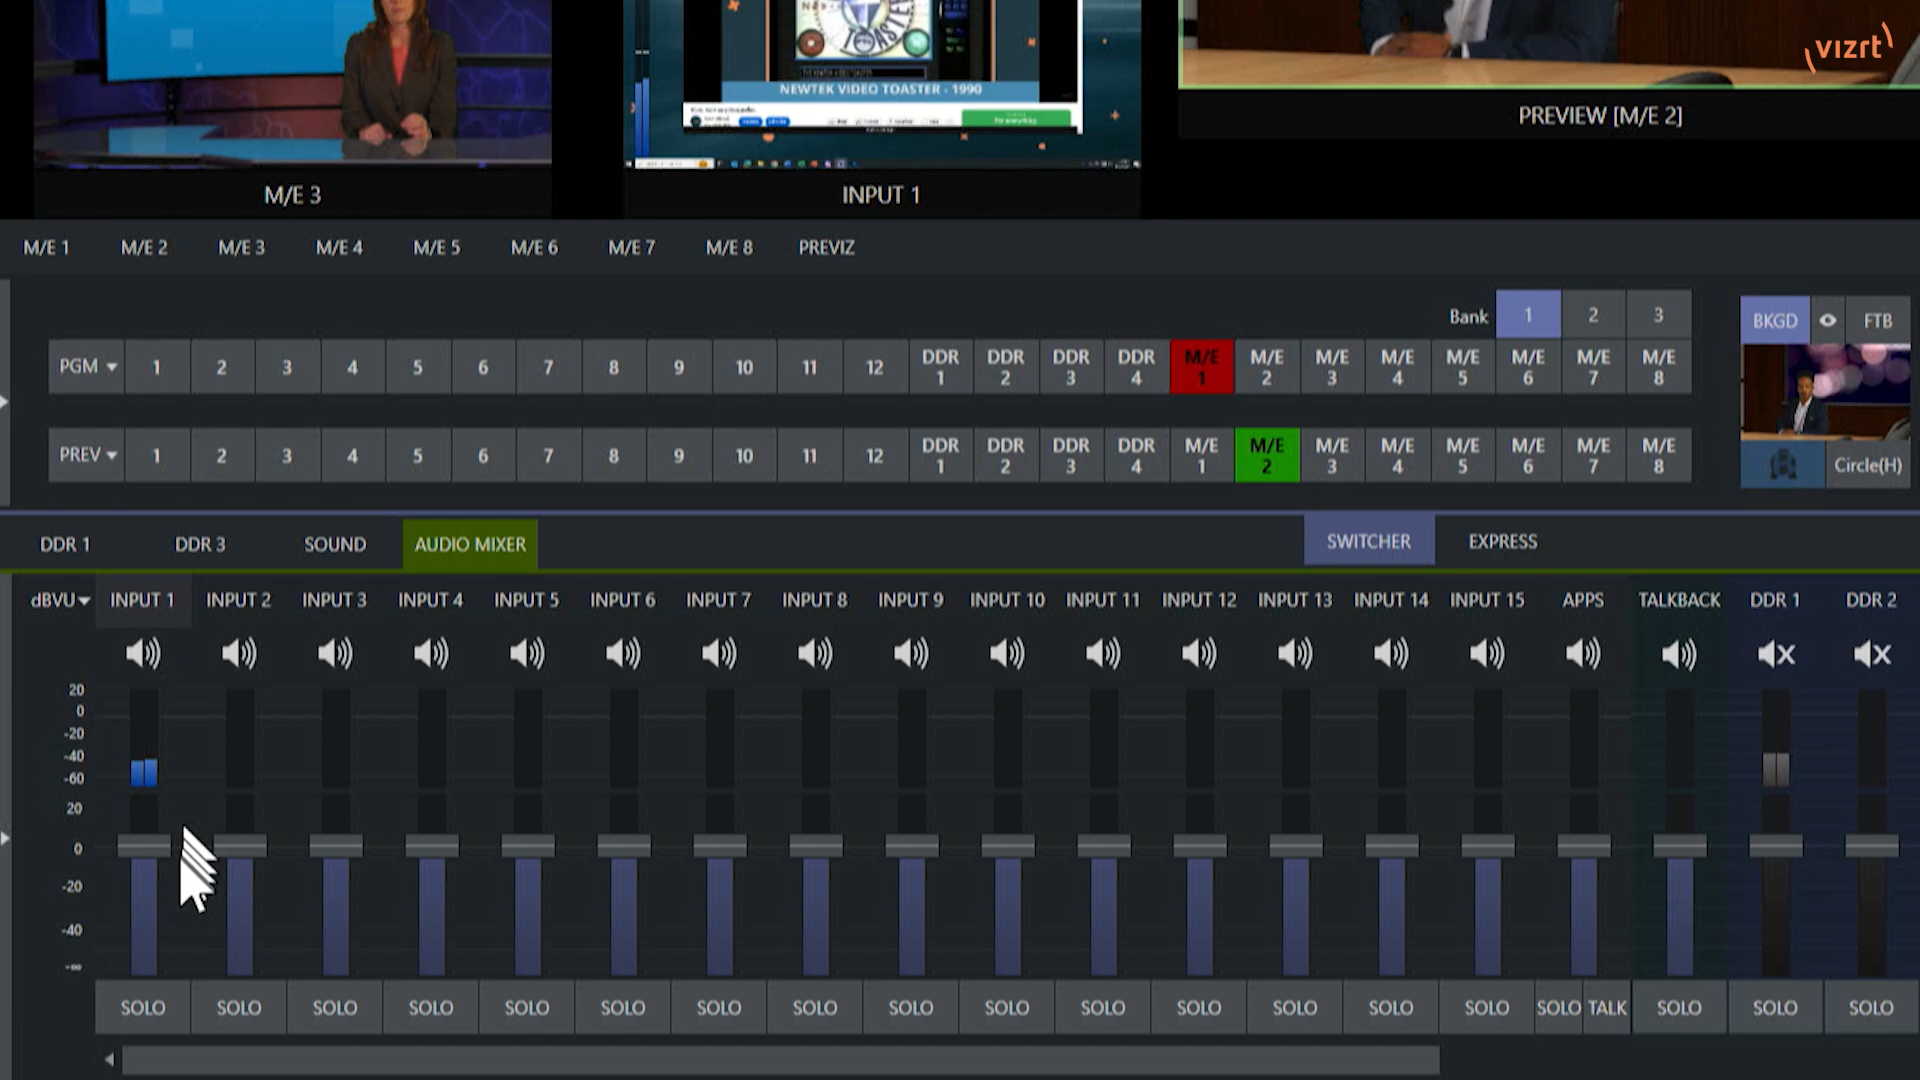 vizrt
TOASTER
NEWTEK VIDEO TOASTER - 1990
PREVIEW [M/E 2]
M/E 3
INPUT 1
M/E 1 M/E 2 M/E 3 M/E 4 M/E 5 M/E 6 M/E 7 M/E 8 PREVIZ
Bank 1 2 3
BKGD FTB
PGM 1 2 3 4 5 6 7 8 9 10 11 12 DDR 1 DDR 2 DDR 3 DDR 4 M/E 1 M/E 2 M/E 3 M/E 4 M/E 5 M/E 6 M/E 7 M/E 8
PREV 1 2 3 4 5 6 7 8 9 10 11 12 DDR 1 DDR 2 DDR 3 DDR 4 M/E 1 M/E 2 M/E 3 M/E 4 M/E 5 M/E 6 M/E 7 M/E 8
Circle(H)
DDR 1 DDR 3 SOUND AUDIO MIXER SWITCHER EXPRESS
dBVU INPUT 1 INPUT 2 INPUT 3 INPUT 4 INPUT 5 INPUT 6 INPUT 7 INPUT 8 INPUT 9 INPUT 10 INPUT 11 INPUT 12 INPUT 13 INPUT 14 INPUT 15 APPS TALKBACK DDR 1 DDR 2
20
0
-20
-40
-60
20
0
-20
-40
-∞
SOLO SOLO SOLO SOLO SOLO SOLO SOLO SOLO SOLO SOLO SOLO SOLO SOLO SOLO SOLO SOLO TALK SOLO SOLO SOLO